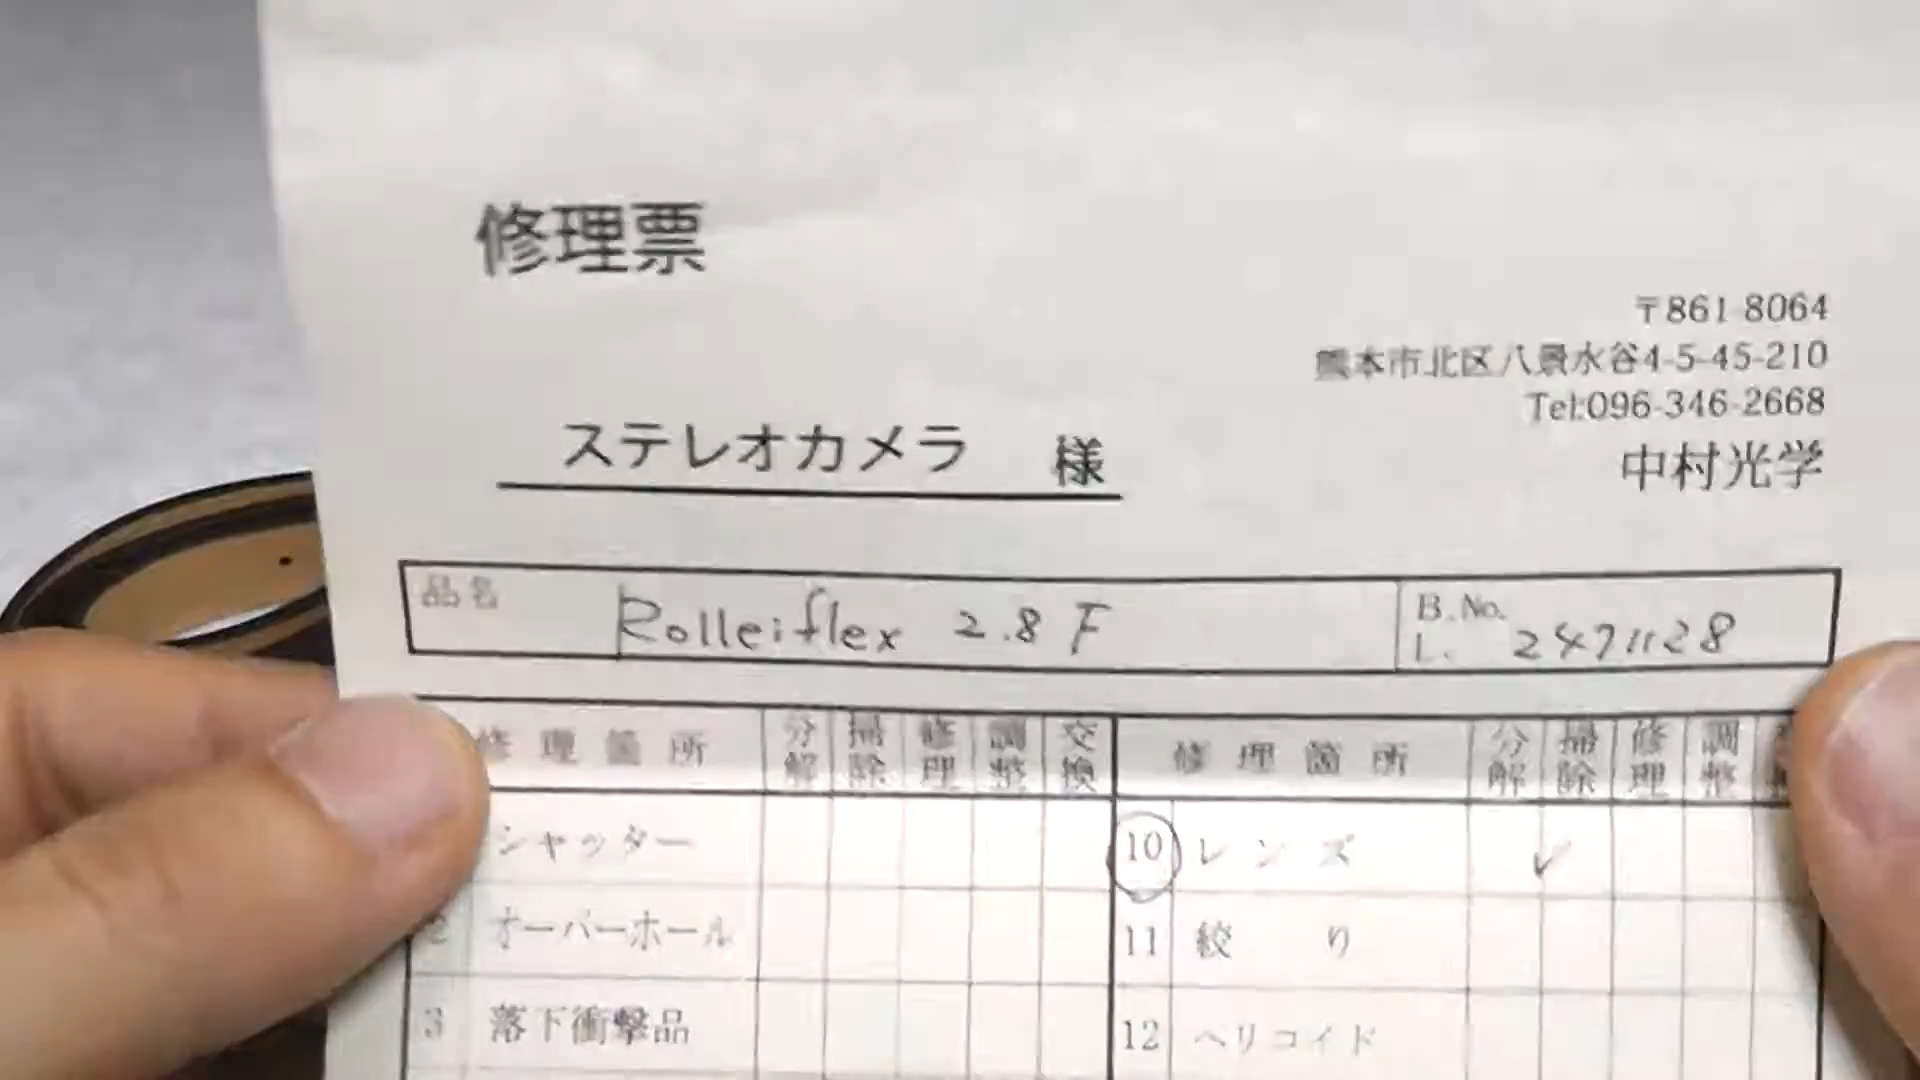 修理票
〒861-8064
熊本市北区八景水谷4-5-45-210
Tel:096-346-2668
中村光学
ステレオカメラ 様
品名 Rolleiflex 2.8 F B.No. L. 2471128
修理箇所 分解 掃除 修理 調整 交換 修理箇所 分解 掃除 修理 調整
シャッター 10 レンズ ✓
2 オーバーホール 11 絞り
3 落下衝撃品 12 ヘリコイド